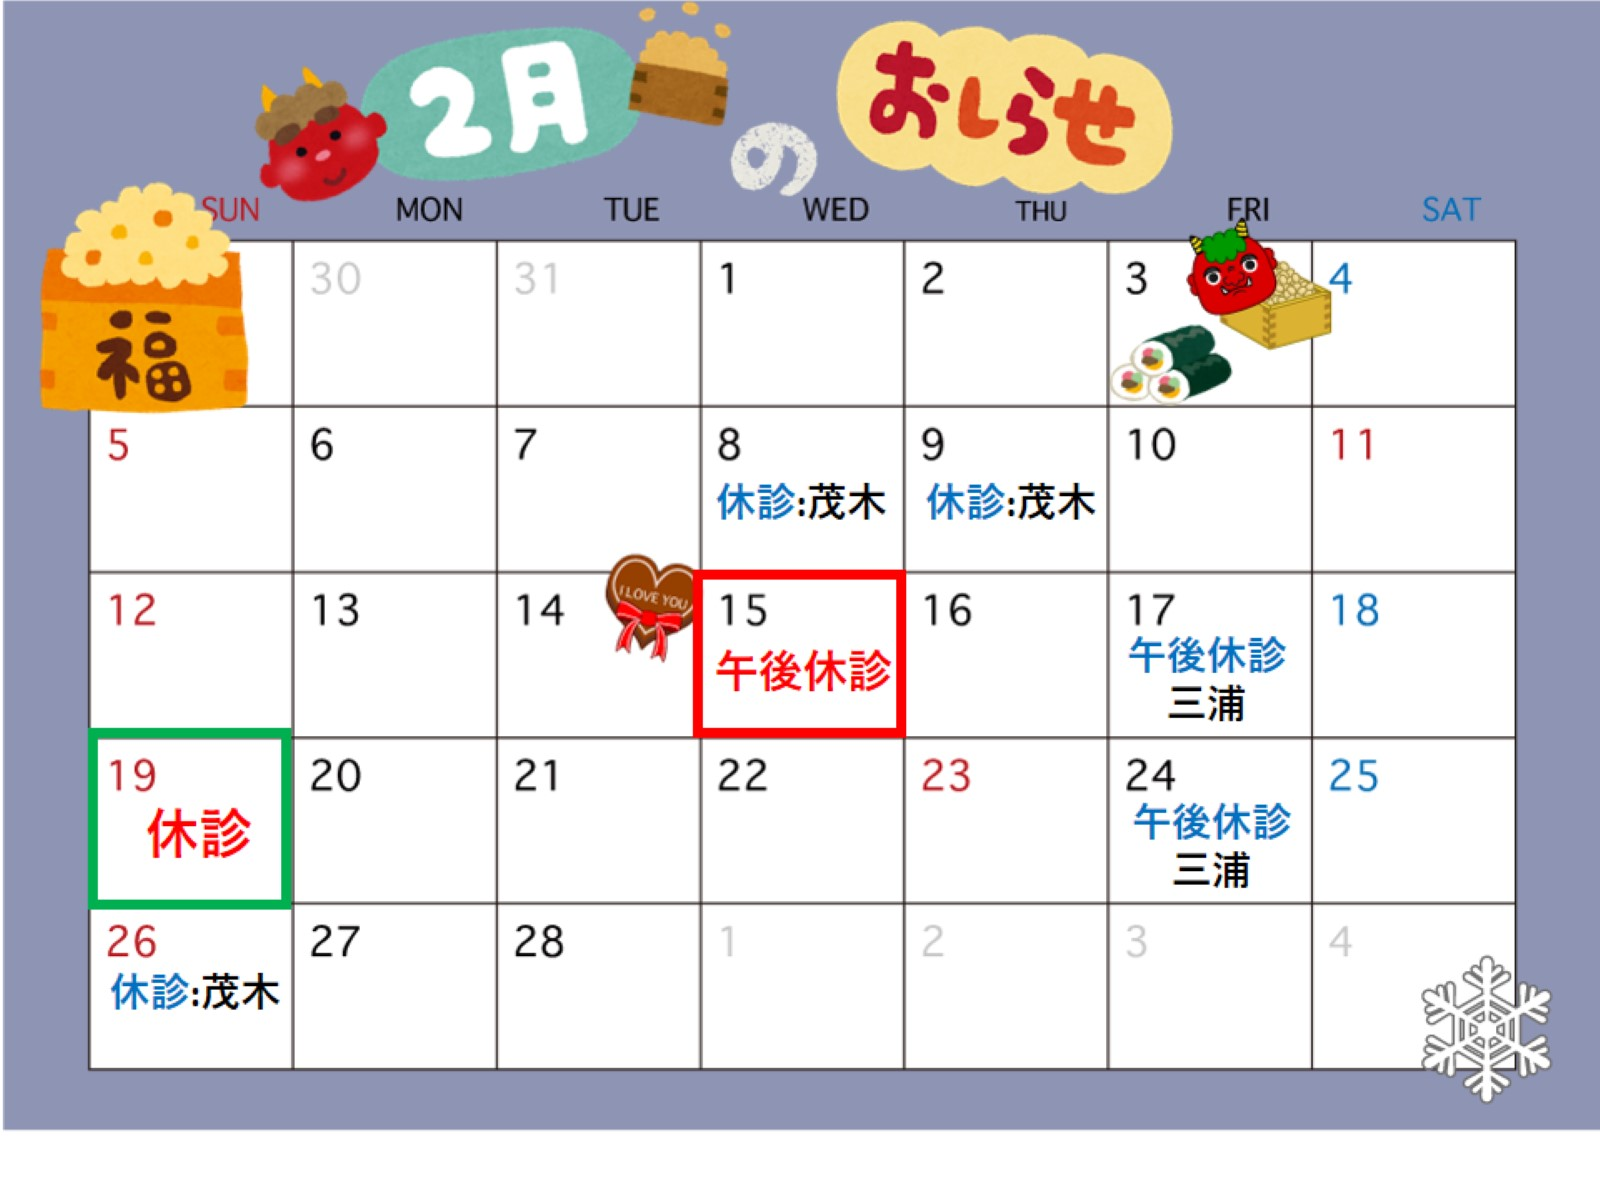 2月
の
おしらせ
SUN MON TUE WED THU FRI SAT
福
30 31 1 2 3 4
5 6 7 8 9 10 11
休診:茂木 休診:茂木
I LOVE YOU
12 13 14 15 16 17 18
午後休診 午後休診
三浦
19 20 21 22 23 24 25
休診 午後休診
三浦
26 27 28 1 2 3 4
休診:茂木